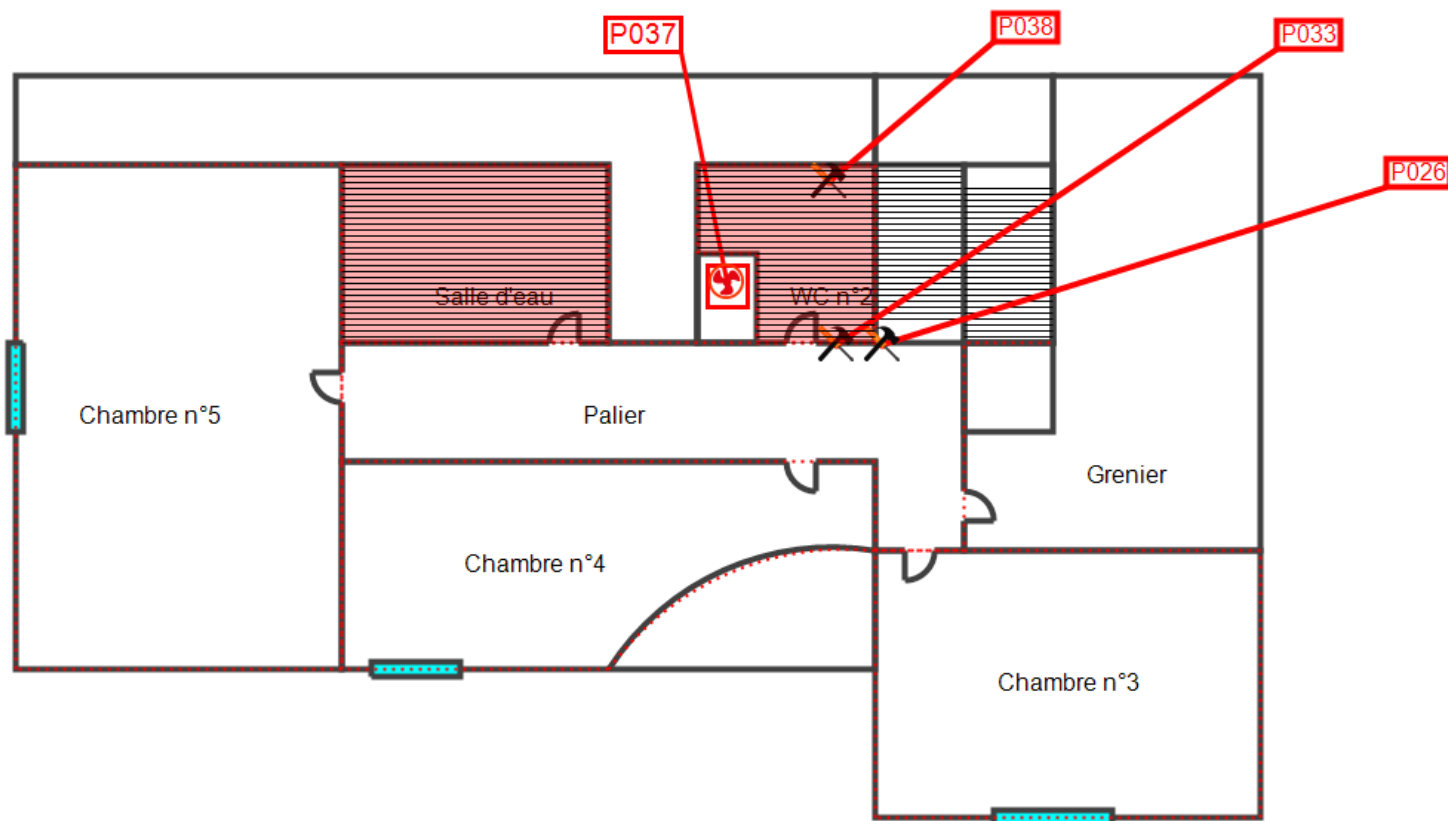 P037
P038
P033
P026
Salle d'eau
WC n°2
Chambre n°5
Palier
Grenier
Chambre n°4
Chambre n°3